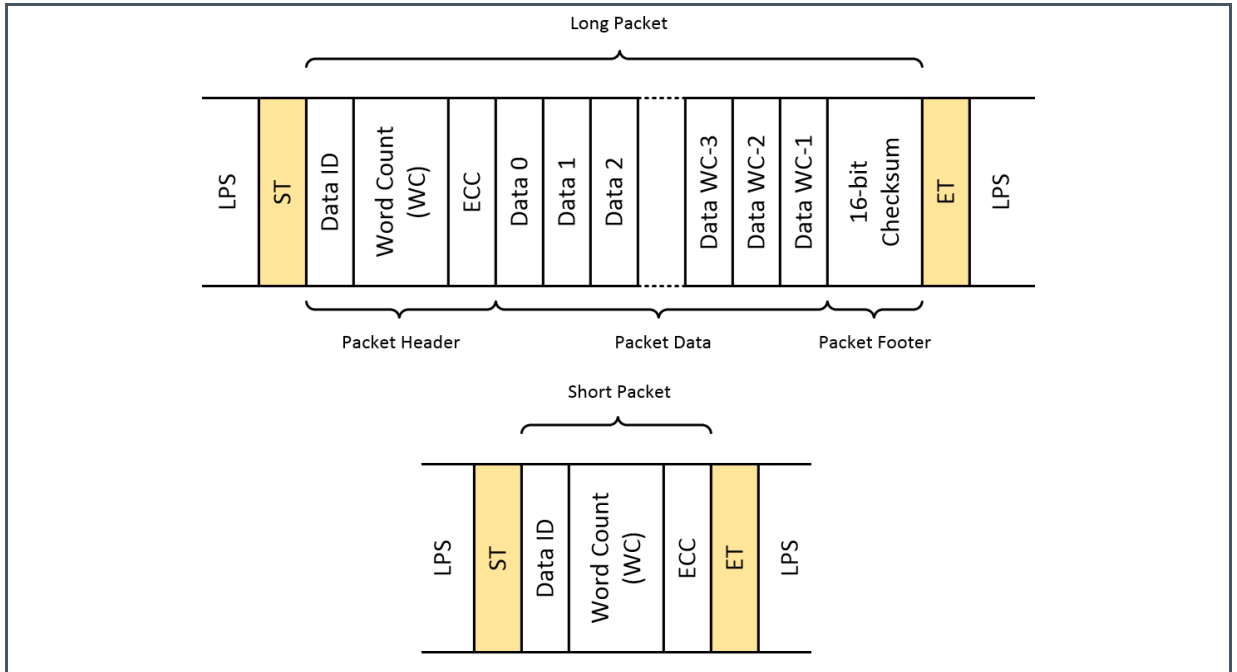 Long Packet
LPS
ST
Data ID
Word Count
(WC)
ECC
Data 0
Data 1
Data 2
Data WC-3
Data WC-2
Data WC-1
16-bit
Checksum
ET
LPS
Packet Header
Packet Data
Packet Footer
Short Packet
LPS
ST
Data ID
Word Count
(WC)
ECC
ET
LPS